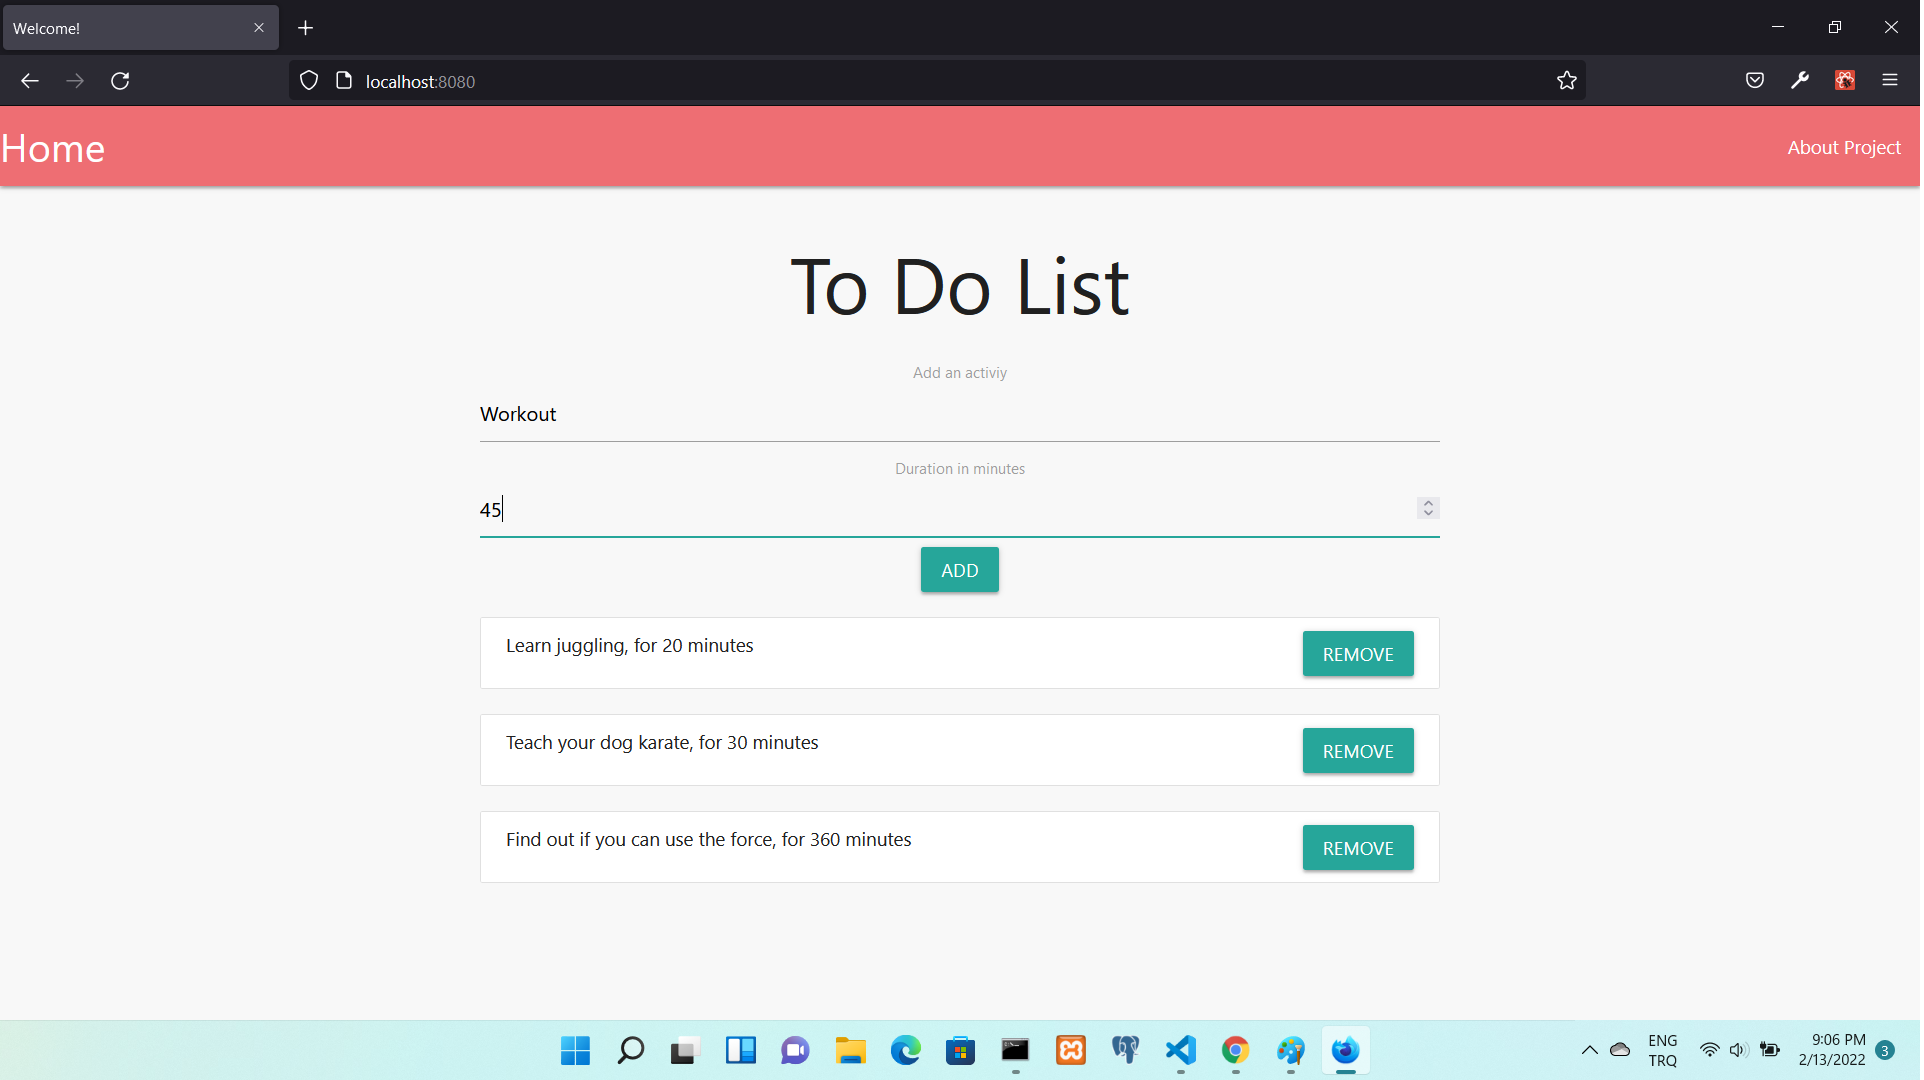 Welcome!
localhost:8080
Home
About Project
To Do List
Add an activiy
Workout
Duration in minutes
45
ADD
Learn juggling, for 20 minutes
REMOVE
Teach your dog karate, for 30 minutes
REMOVE
Find out if you can use the force, for 360 minutes
REMOVE
ENG
TRQ
9:06 PM
2/13/2022
3